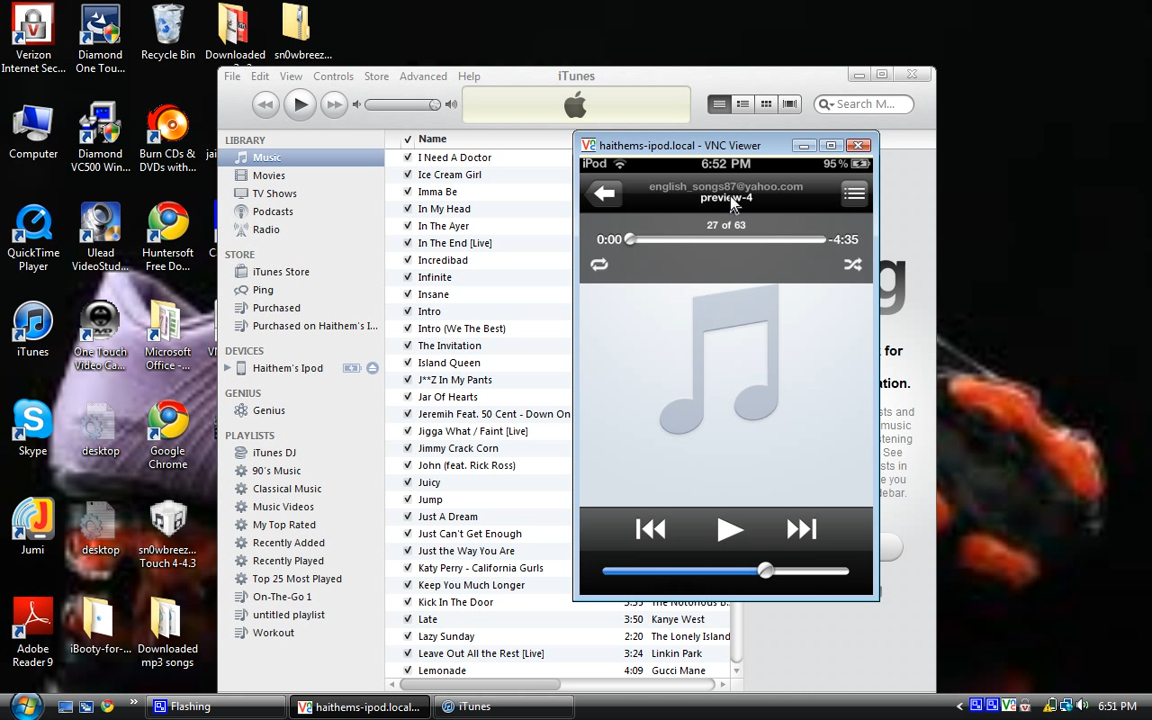 Verizon
Internet Sec...
Diamond
One Tou...
Recycle Bin
Downloaded
sn0wbreez...
Computer
Diamond
VC500 Win...
Burn CDs &
DVDs with...
jai
QuickTime
Player
Ulead
VideoStud...
Huntersoft
Free Do...
iTunes
One Touch
Video Ca...
Microsoft
Office -...
Skype
desktop
Google
Chrome
Jumi
desktop
sn0wbreez...
Touch 4-4.3
Adobe
Reader 9
iBooty-for-...
Downloaded
mp3 songs
File Edit View Controls Store Advanced Help
iTunes
Search M...
LIBRARY
Music
Movies
TV Shows
Podcasts
Radio
STORE
iTunes Store
Ping
Purchased
Purchased on Haithem's I...
DEVICES
Haithem's Ipod
GENIUS
Genius
PLAYLISTS
iTunes DJ
90's Music
Classical Music
Music Videos
My Top Rated
Recently Added
Recently Played
Top 25 Most Played
On-The-Go 1
untitled playlist
Workout
Name
I Need A Doctor
Ice Cream Girl
Imma Be
In My Head
In The Ayer
In The End [Live]
Incredibad
Infinite
Insane
Intro
Intro (We The Best)
The Invitation
Island Queen
J**Z In My Pants
Jar Of Hearts
Jeremih Feat. 50 Cent - Down On
Jigga What / Faint [Live]
Jimmy Crack Corn
John (feat. Rick Ross)
Juicy
Jump
Just A Dream
Just Can't Get Enough
Just the Way You Are
Katy Perry - California Gurls
Keep You Much Longer
Kick In The Door
Late 3:50 Kanye West
Lazy Sunday 2:20 The Lonely Island
Leave Out All the Rest [Live] 3:24 Linkin Park
Lemonade 4:09 Gucci Mane
haithems-ipod.local - VNC Viewer
iPod 6:52 PM 95%
english_songs87@yahoo.com
preview-4
27 of 63
0:00 -4:35
g
k for
ation.
sts and
music
stening
See
sts in
debar.
Flashing
haithems-ipod.local...
iTunes
6:51 PM